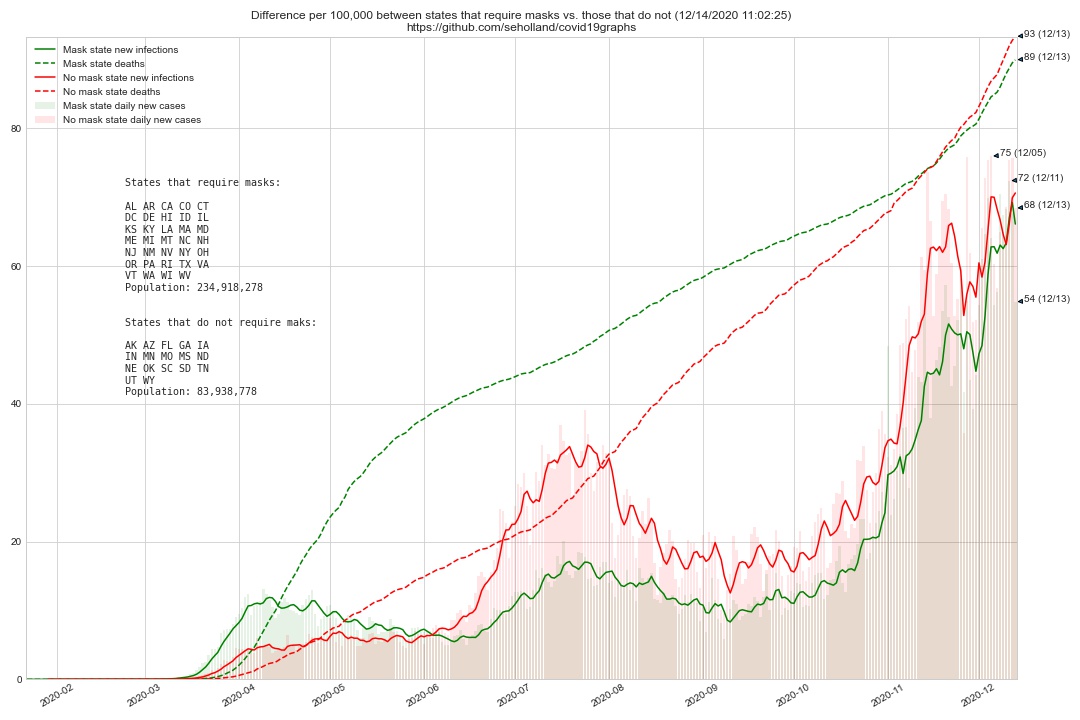 Difference per 100,000 between states that require masks vs. those that do not (12/14/2020 11:02:25)
https://github.com/seholland/covid19graphs
Mask state new infections
Mask state deaths
No mask state new infections
No mask state deaths
Mask state daily new cases
No mask state daily new cases
93 (12/13)
89 (12/13)
75 (12/05)
72 (12/11)
68 (12/13)
54 (12/13)
States that require masks:
AL AR CA CO CT
DC DE HI ID IL
KS KY LA MA MD
ME MI MT NC NH
NJ NM NV NY OH
OR PA RI TX VA
VT WA WI WV
Population: 234,918,278
States that do not require maks:
AK AZ FL GA IA
IN MN MO MS ND
NE OK SC SD TN
UT WY
Population: 83,938,778
80
60
40
20
0
2020-02
2020-03
2020-04
2020-05
2020-06
2020-07
2020-08
2020-09
2020-10
2020-11
2020-12